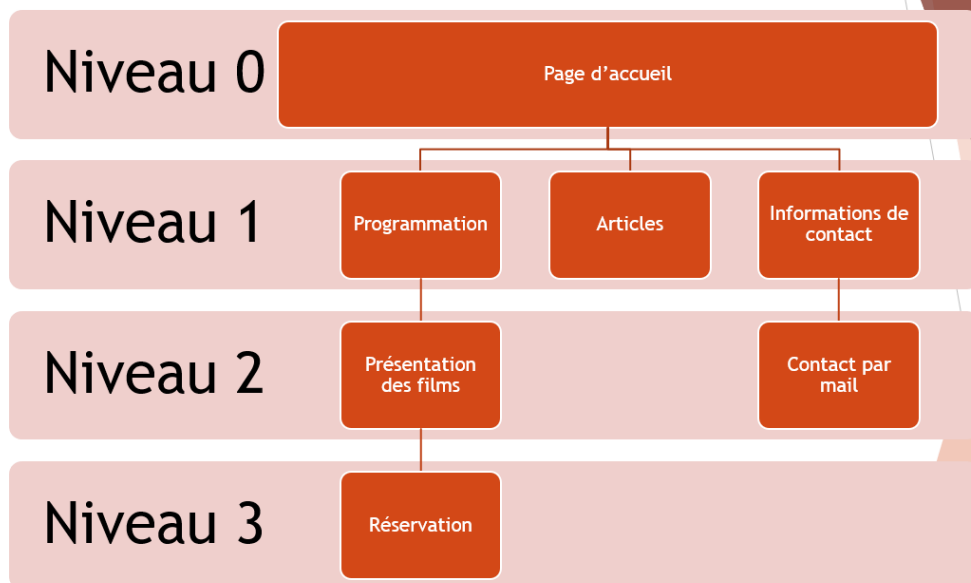 Niveau 0
Page d’accueil
Niveau 1
Programmation
Articles
Informations de
contact
Niveau 2
Présentation
des films
Contact par
mail
Niveau 3
Réservation